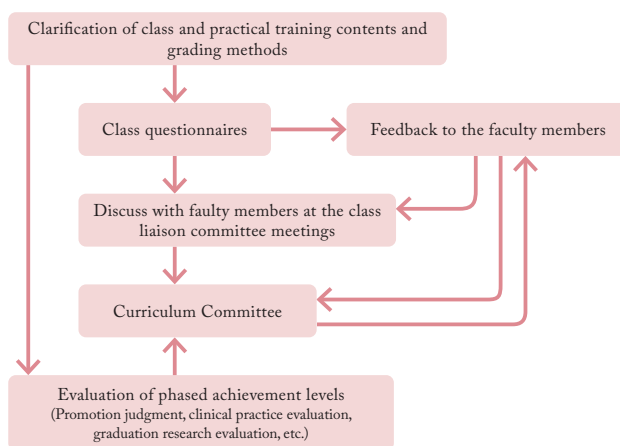 Clarification of class and practical training contents and
grading methods
Class questionnaires
Feedback to the faculty members
Discuss with faulty members at the class
liaison committee meetings
Curriculum Committee
Evaluation of phased achievement levels
(Promotion judgment, clinical practice evaluation,
graduation research evaluation, etc.)